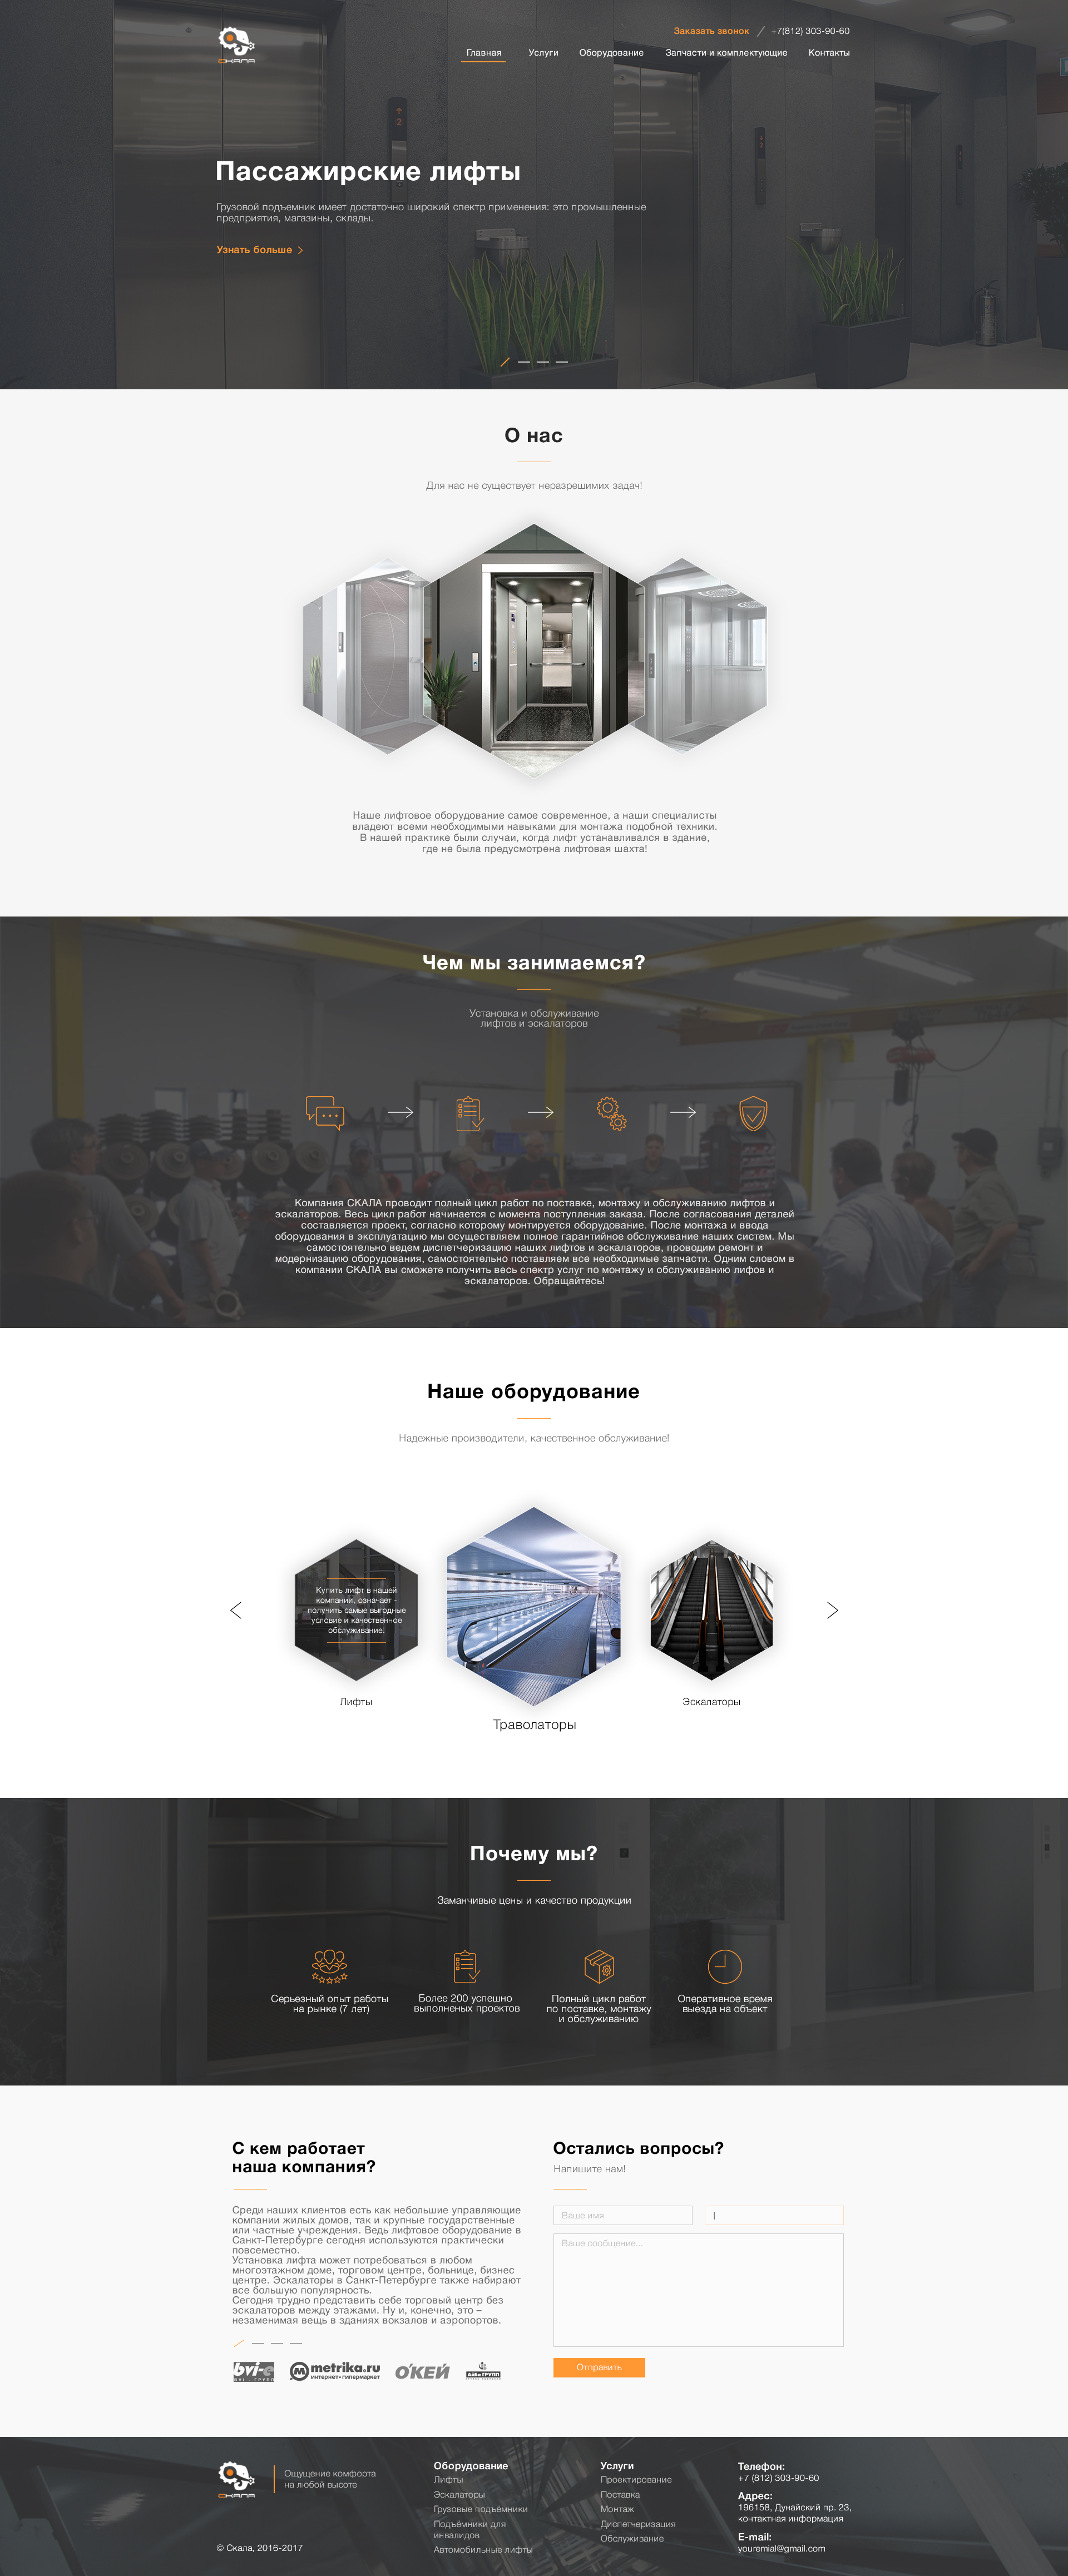 Заказать звонок / +7(812) 303-90-60
СКАЛА
Главная Услуги Оборудование Запчасти и комплектующие Контакты
Пассажирские лифты
Грузовой подъемник имеет достаточно широкий спектр применения: это промышленные
предприятия, магазины, склады.
Узнать больше
О нас
Для нас не существует неразрешимих задач!
Наше лифтовое оборудование самое современное, а наши специалисты
владеют всеми необходимыми навыками для монтажа подобной техники.
В нашей практике были случаи, когда лифт устанавливался в здание,
где не была предусмотрена лифтовая шахта!
Чем мы занимаемся?
Установка и обслуживание
лифтов и эскалаторов
Компания СКАЛА проводит полный цикл работ по поставке, монтажу и обслуживанию лифтов и
эскалаторов. Весь цикл работ начинается с момента поступления заказа. После согласования деталей
составляется проект, согласно которому монтируется оборудование. После монтажа и ввода
оборудования в эксплуатацию мы осуществляем полное гарантийное обслуживание наших систем. Мы
самостоятельно ведем диспетчеризацию наших лифтов и эскалаторов, проводим ремонт и
модернизацию оборудования, самостоятельно поставляем все необходимые запчасти. Одним словом в
компании СКАЛА вы сможете получить весь спектр услуг по монтажу и обслуживанию лифов и
эскалаторов. Обращайтесь!
Наше оборудование
Надежные производители, качественное обслуживание!
Купить лифт в нашей
компании, означает -
получить самые выгодные
условие и качественное
обслуживание.
Лифты
Траволаторы
Эскалаторы
Почему мы?
Заманчивые цены и качество продукции
Серьезный опыт работы
на рынке (7 лет)
Более 200 успешно
выполненых проектов
Полный цикл работ
по поставке, монтажу
и обслуживанию
Оперативное время
выезда на объект
С кем работает
наша компания?
Среди наших клиентов есть как небольшие управляющие
компании жилых домов, так и крупные государственные
или частные учреждения. Ведь лифтовое оборудование в
Санкт-Петербурге сегодня используются практически
повсеместно.
Установка лифта может потребоваться в любом
многоэтажном доме, торговом центре, больнице, бизнес
центре. Эскалаторы в Санкт-Петербурге также набирают
все большую популярность.
Сегодня трудно представить себе торговый центр без
эскалаторов между этажами. Ну и, конечно, это –
незаменимая вещь в зданиях вокзалов и аэропортов.
bvi-e
metrika.ru
интернет-гипермаркет
О'КЕЙ
Остались вопросы?
Напишите нам!
Ваше имя
Ваше сообщение...
Отправить
СКАЛА
Ощущение комфорта
на любой высоте
© Скала, 2016-2017
Оборудование
Лифты
Эскалаторы
Грузовые подъёмники
Подъёмники для
инвалидов
Автомобильные лифты
Услуги
Проектирование
Поставка
Монтаж
Диспетчеризация
Обслуживание
Телефон:
+7 (812) 303-90-60
Адрес:
196158, Дунайский пр. 23,
контактная информация
E-mail:
youremial@gmail.com